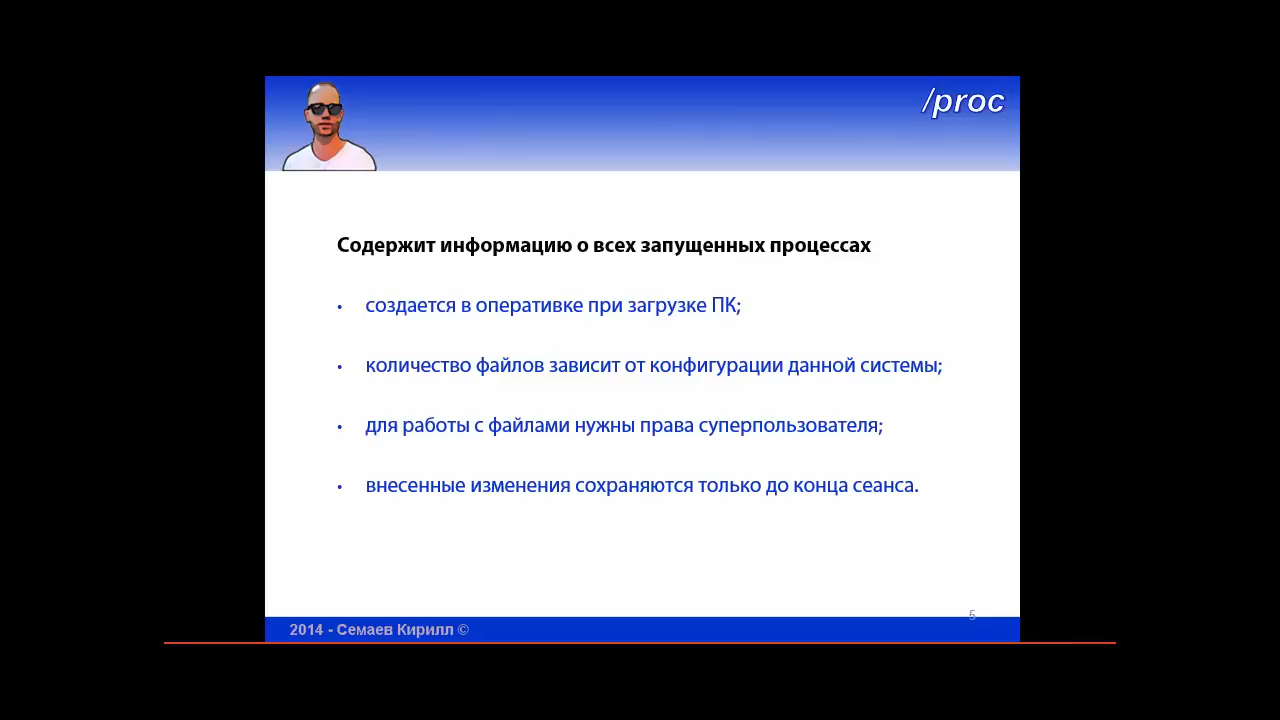 /proc
Содержит информацию о всех запущенных процессах
• создается в оперативке при загрузке ПК;
• количество файлов зависит от конфигурации данной системы;
• для работы с файлами нужны права суперпользователя;
• внесенные изменения сохраняются только до конца сеанса.
5
2014 - Семаев Кирилл ©